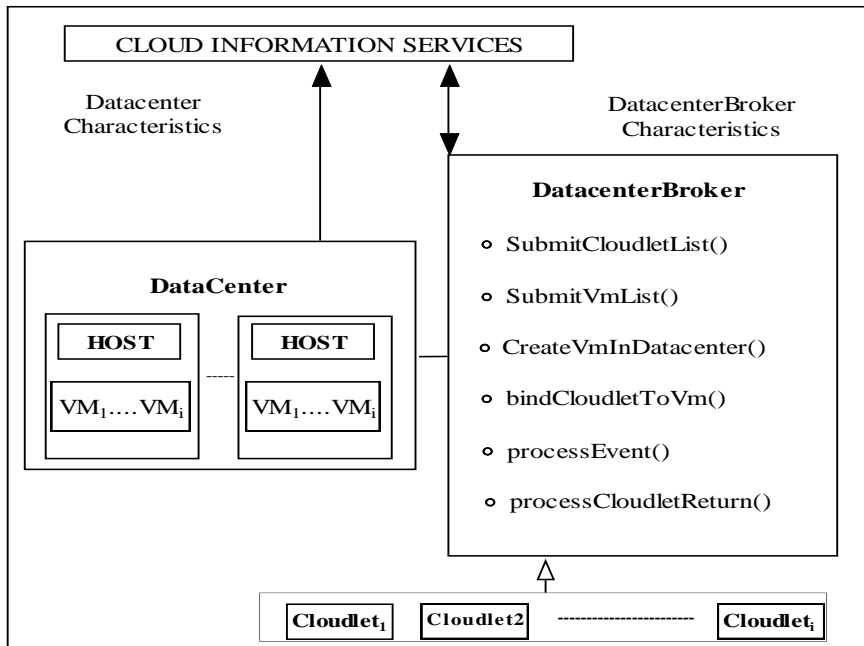 CLOUD INFORMATION SERVICES
Datacenter
Characteristics
DatacenterBroker
Characteristics
DataCenter
HOST
HOST
VM₁....VMᵢ
VM₁....VMᵢ
DatacenterBroker
SubmitCloudletList()
SubmitVmList()
CreateVmInDatacenter()
bindCloudletToVm()
processEvent()
processCloudletReturn()
Cloudlet₁
Cloudlet2
Cloudletᵢ